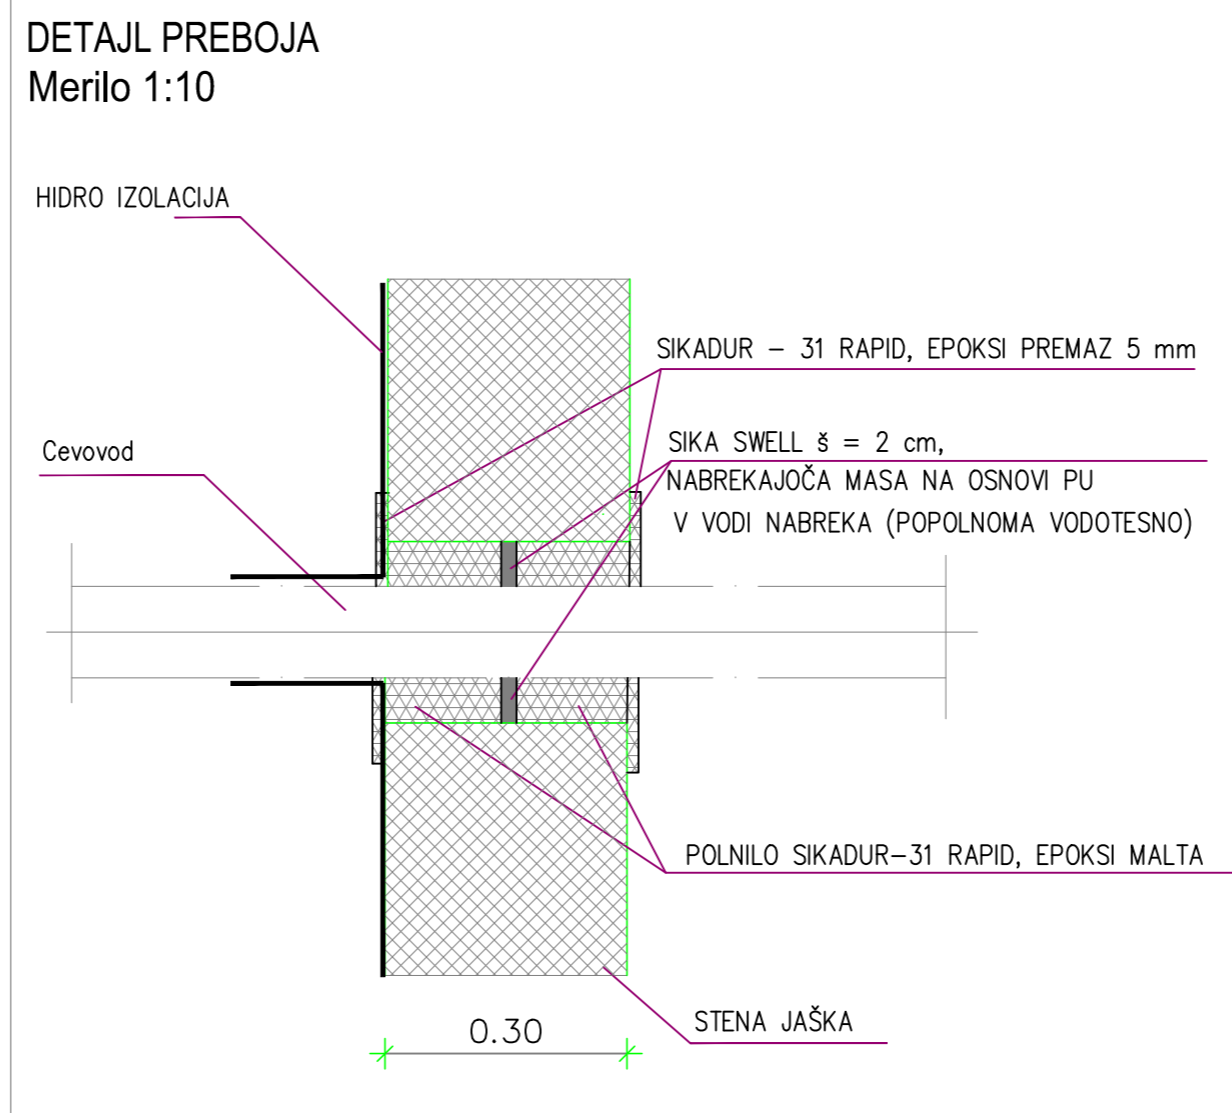 DETAJL PREBOJA
Merilo 1:10
HIDRO IZOLACIJA
SIKADUR - 31 RAPID, EPOKSI PREMAZ 5 mm
Cevovod
SIKA SWELL š = 2 cm,
NABREKAJOČA MASA NA OSNOVI PU
V VODI NABREKA (POPOLNOMA VODOTESNO)
POLNILO SIKADUR-31 RAPID, EPOKSI MALTA
STENA JAŠKA
0.30